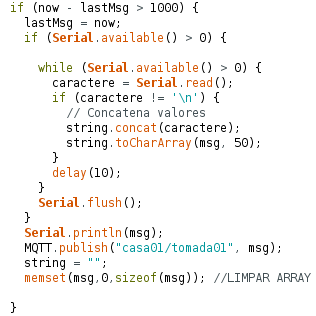 if (now - lastMsg > 1000) {
lastMsg = now;
if (Serial.available() > 0) {
while (Serial.available() > 0) {
caractere = Serial.read();
if (caractere != '\n') {
// Concatena valores
string.concat(caractere);
string.toCharArray(msg, 50);
}
delay(10);
}
Serial.flush();
}
Serial.println(msg);
MQTT.publish("casa01/tomada01", msg);
string = "";
memset(msg,0,sizeof(msg)); //LIMPAR ARRAY
}